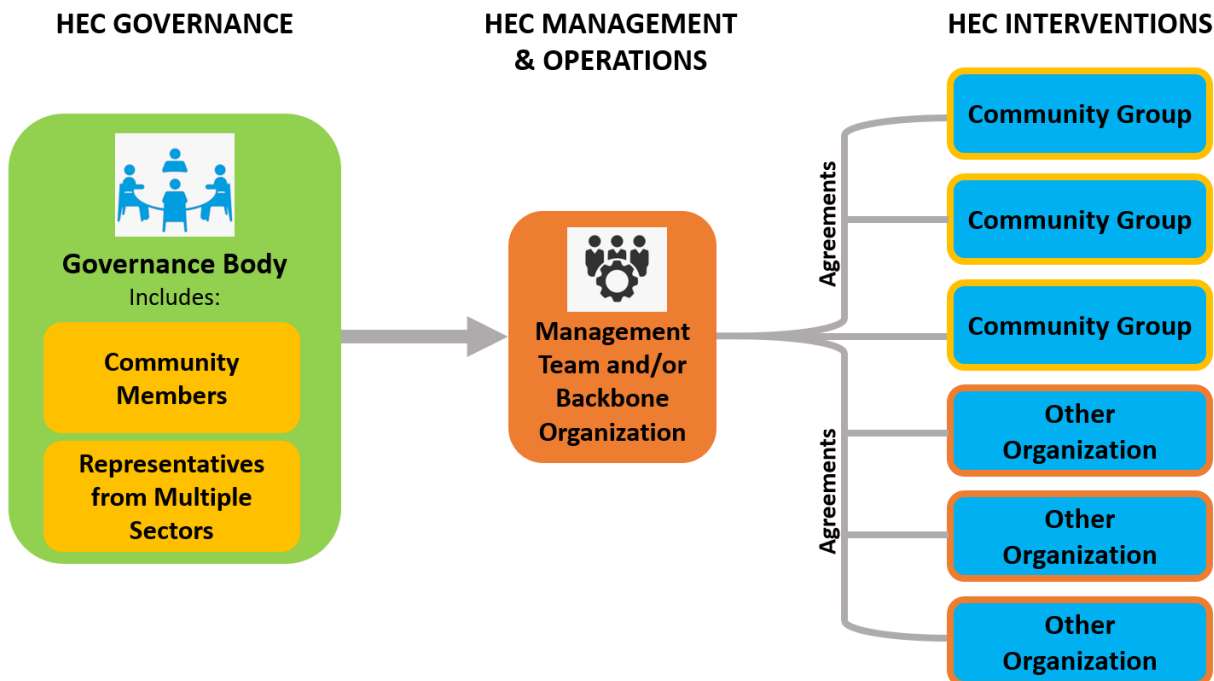 HEC GOVERNANCE
HEC MANAGEMENT
& OPERATIONS
HEC INTERVENTIONS
Governance Body
Includes:
Community
Members
Representatives
from Multiple
Sectors
Management
Team and/or
Backbone
Organization
Agreements
Agreements
Community Group
Community Group
Community Group
Other
Organization
Other
Organization
Other
Organization